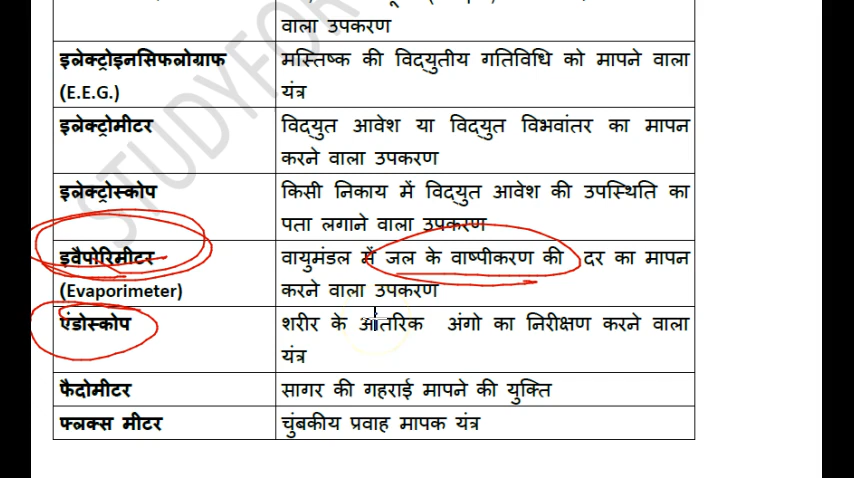 वाला उपकरण
इलेक्ट्रोइनसिफलोग्राफ मस्तिष्क की विद्युतीय गतिविधि को मापने वाला
(E.E.G.) यंत्र
इलेक्ट्रोमीटर विद्युत आवेश या विद्युत विभवांतर का मापन
करने वाला उपकरण
इलेक्ट्रोस्कोप किसी निकाय में विद्युत आवेश की उपस्थिति का
पता लगाने वाला उपकरण
इवैपोरिमीटर वायुमंडल में जल के वाष्पीकरण की दर का मापन
(Evaporimeter) करने वाला उपकरण
एंडोस्कोप शरीर के आंतरिक अंगो का निरीक्षण करने वाला
यंत्र
फैदोमीटर सागर की गहराई मापने की युक्ति
फ्लक्स मीटर चुंबकीय प्रवाह मापक यंत्र
STUDYFOR